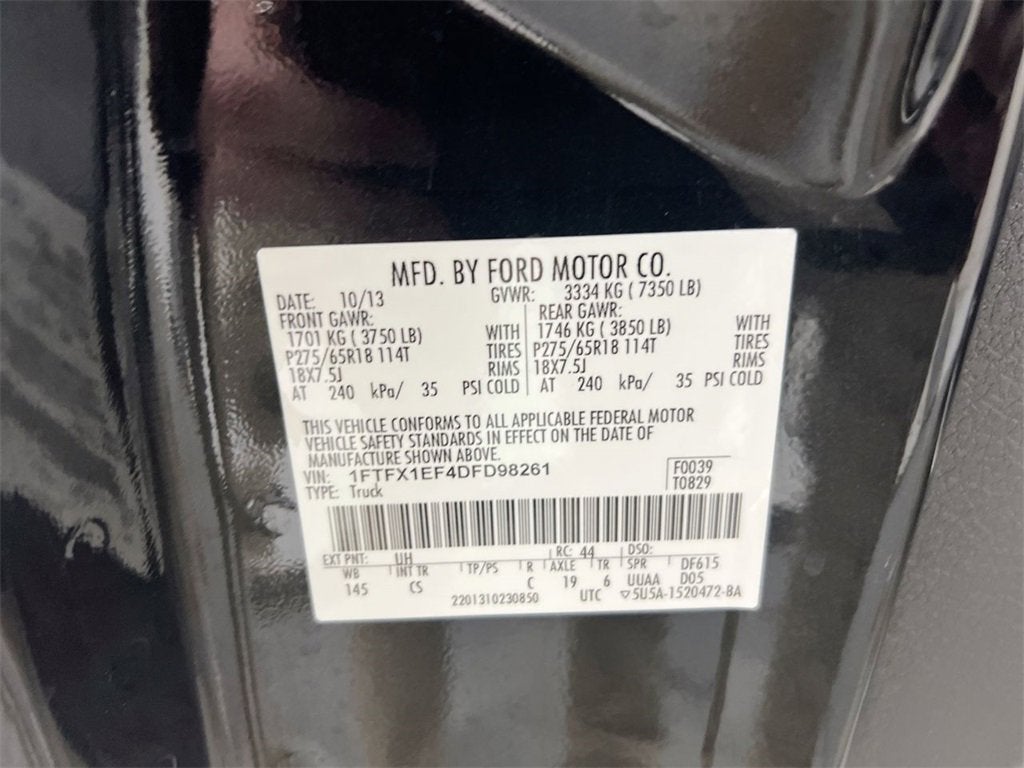 MFD. BY FORD MOTOR CO.
DATE: 10/13 GVWR: 3334 KG ( 7350 LB)
FRONT GAWR: REAR GAWR:
1701 KG ( 3750 LB) WITH 1746 KG ( 3850 LB) WITH
P275/65R18 114T TIRES P275/65R18 114T TIRES
18X7.5J RIMS 18X7.5J RIMS
AT 240 kPa/ 35 PSI COLD AT 240 kPa/ 35 PSI COLD
THIS VEHICLE CONFORMS TO ALL APPLICABLE FEDERAL MOTOR
VEHICLE SAFETY STANDARDS IN EFFECT ON THE DATE OF
MANUFACTURE SHOWN ABOVE.
VIN: 1FTFX1EF4DFD98261 F0039
TYPE: Truck T0829
EXT PNT: UH RC: 44 DSO:
WB INT TR TP/PS R AXLE TR SPR DF615
145 CS C 19 6 UUAA D05
2201310230850 UTC ▽5U5A-1520472-BA